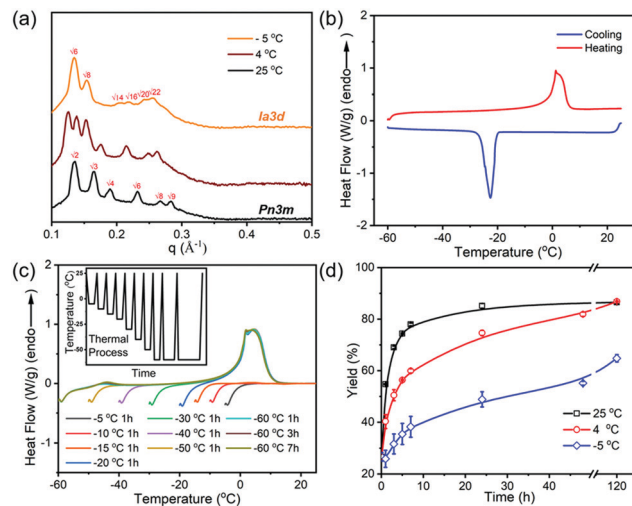 (a)
- 5 °C
4 °C
25 °C
√6
√8
√14
√16
√20
√22
Ia3d
√2
√3
√4
√6
√8
√9
Pn3m
0.1 0.2 0.3 0.4 0.5
q (Å⁻¹)
(b)
Cooling
Heating
Heat Flow (W/g) (endo
2
1
0
-1
-2
-60 -40 -20 0 20
Temperature (°C)
(c)
Temperature (°C)
25
0
-25
-50
Thermal
Process
Time
Heat Flow (W/g) (endo
1
0
-1
-5 °C 1h -30 °C 1h -60 °C 1h
-10 °C 1h -40 °C 1h -60 °C 3h
-15 °C 1h -50 °C 1h -60 °C 7h
-20 °C 1h
-60 -40 -20 0 20
Temperature (°C)
(d)
Yield (%)
100
80
60
40
20
25 °C
4 °C
-5 °C
0 10 20 30 40 120
Time (h)